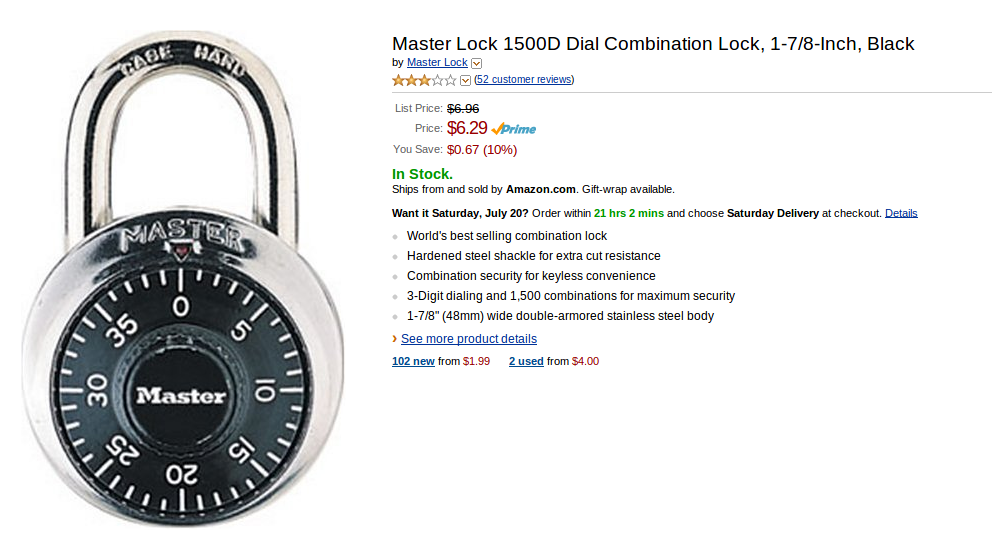 CASE HARD
MASTER
0
5
10
15
20
25
30
35
Master
Master Lock 1500D Dial Combination Lock, 1-7/8-Inch, Black
by Master Lock
(52 customer reviews)
List Price: $6.96
Price: $6.29 Prime
You Save: $0.67 (10%)
In Stock.
Ships from and sold by Amazon.com. Gift-wrap available.
Want it Saturday, July 20? Order within 21 hrs 2 mins and choose Saturday Delivery at checkout. Details
World's best selling combination lock
Hardened steel shackle for extra cut resistance
Combination security for keyless convenience
3-Digit dialing and 1,500 combinations for maximum security
1-7/8" (48mm) wide double-armored stainless steel body
› See more product details
102 new from $1.99 2 used from $4.00